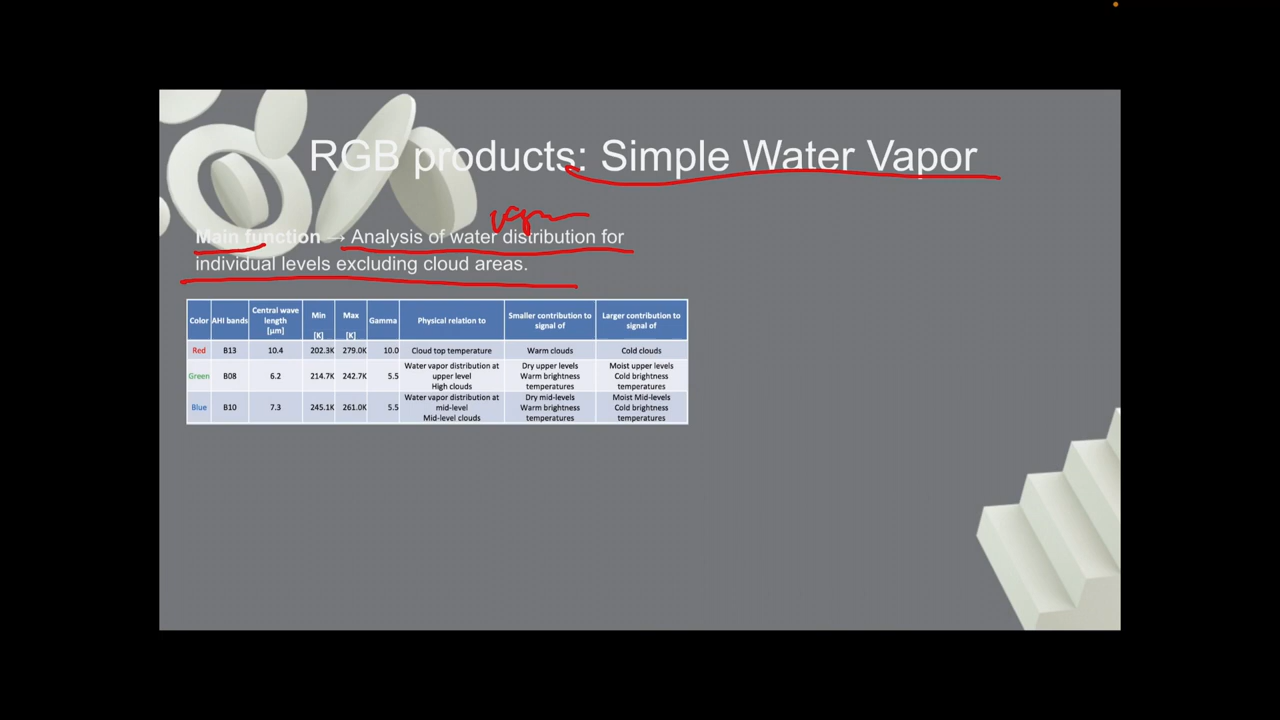 RGB products: Simple Water Vapor
vapor
Main function → Analysis of water distribution for
individual levels excluding cloud areas.
Color AHI bands Central wave length [μm] Min [K] Max [K] Gamma Physical relation to Smaller contribution to signal of Larger contribution to signal of
Red B13 10.4 202.3K 279.0K 10.0 Cloud top temperature Warm clouds Cold clouds
Green B08 6.2 214.7K 242.7K 5.5 Water vapor distribution at upper level High clouds Dry upper levels Warm brightness temperatures Moist upper levels Cold brightness temperatures
Blue B10 7.3 245.1K 261.0K 5.5 Water vapor distribution at mid-level Mid-level clouds Dry mid-levels Warm brightness temperatures Moist Mid-levels Cold brightness temperatures